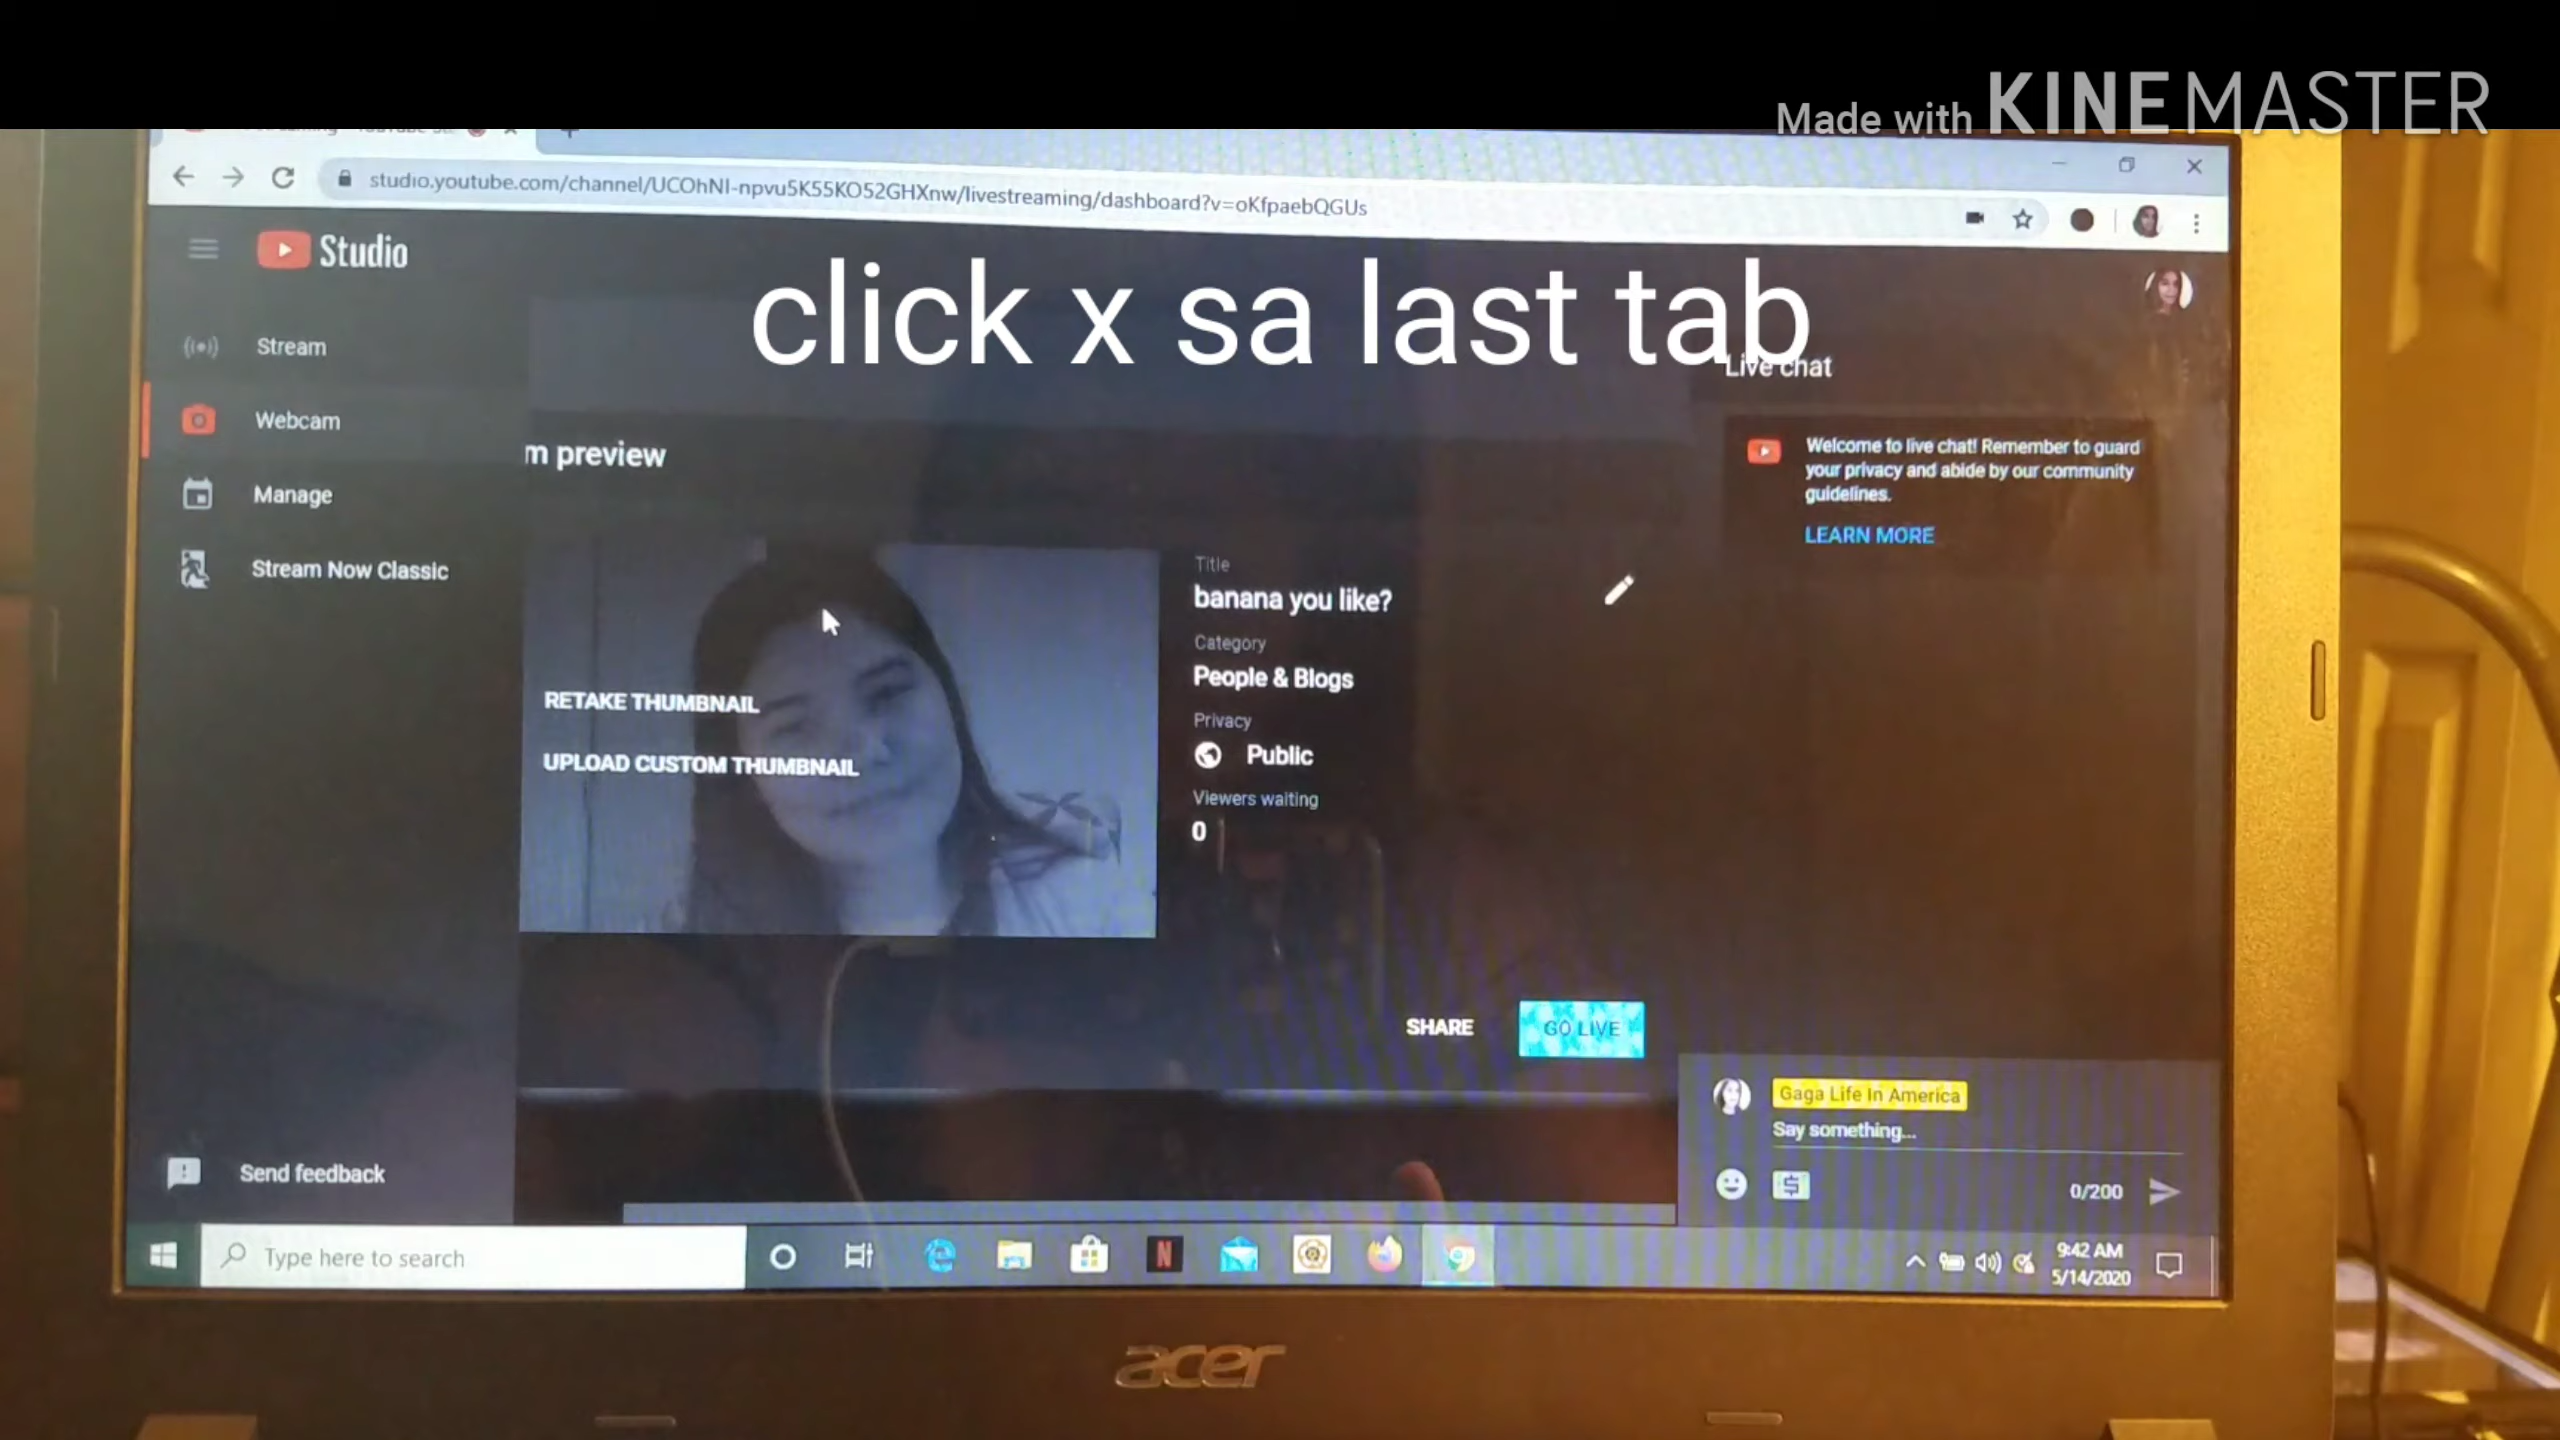 Made with KINEMASTER
studio.youtube.com/channel/UCOhNI-npvu5K55KO52GHXnw/livestreaming/dashboard?v=oKfpaebQGUs
Studio
click x sa last tab
Stream
Live chat
Webcam
m preview
Welcome to live chat! Remember to guard
your privacy and abide by our community
guidelines.
LEARN MORE
Manage
Stream Now Classic
Title
banana you like?
Category
People & Blogs
Privacy
Public
Viewers waiting
0
RETAKE THUMBNAIL
UPLOAD CUSTOM THUMBNAIL
SHARE
GO LIVE
Gaga Life In America
Say something...
0/200
Send feedback
Type here to search
N
9:42 AM
5/14/2020
acer